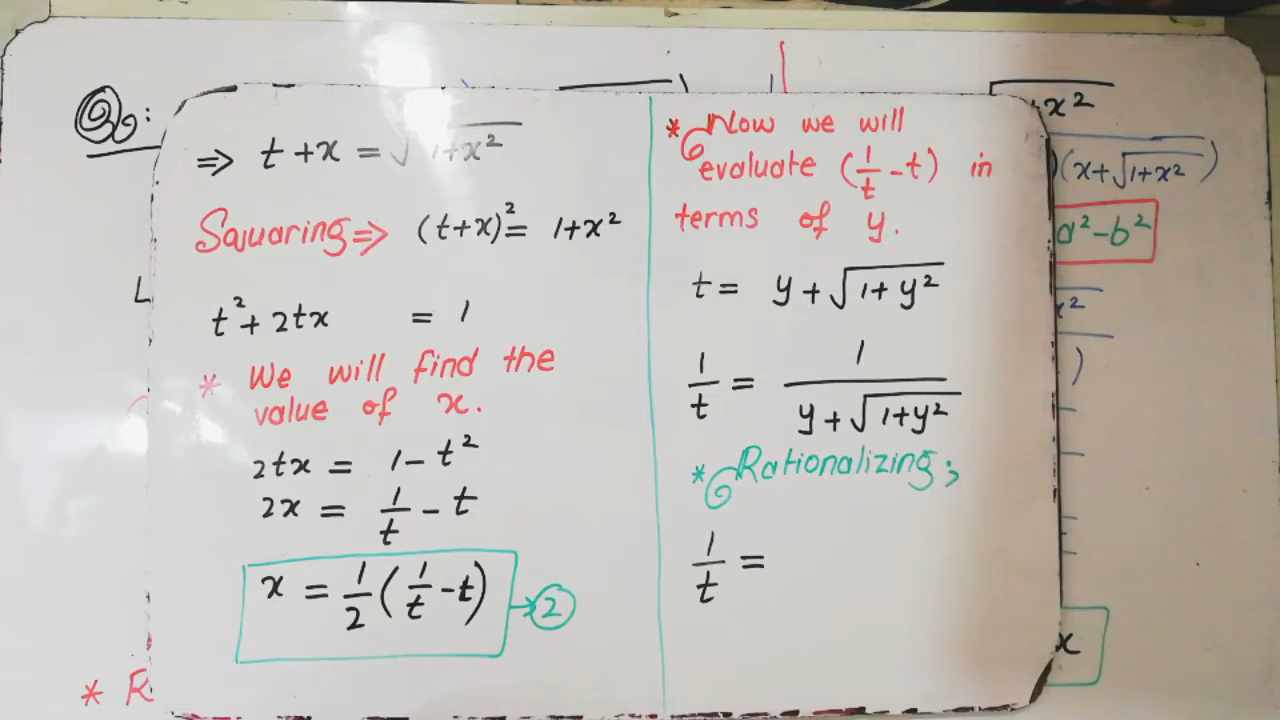 Q:
⇒ t + x = √1+x²
Squaring ⇒ (t+x)² = 1+x²
t² + 2tx = 1
* We will find the
value of x.
2tx = 1 - t²
2x = 1/t - t
x = 1/2 (1/t - t) → 2
* Now we will
evaluate (1/t - t) in
terms of y.
t = y + √1+y²
1/t = 1/(y + √1+y²)
* Rationalizing;
1/t =
+x²
)(x+√1+x²)
a²-b²
x²
)
x
L
* R